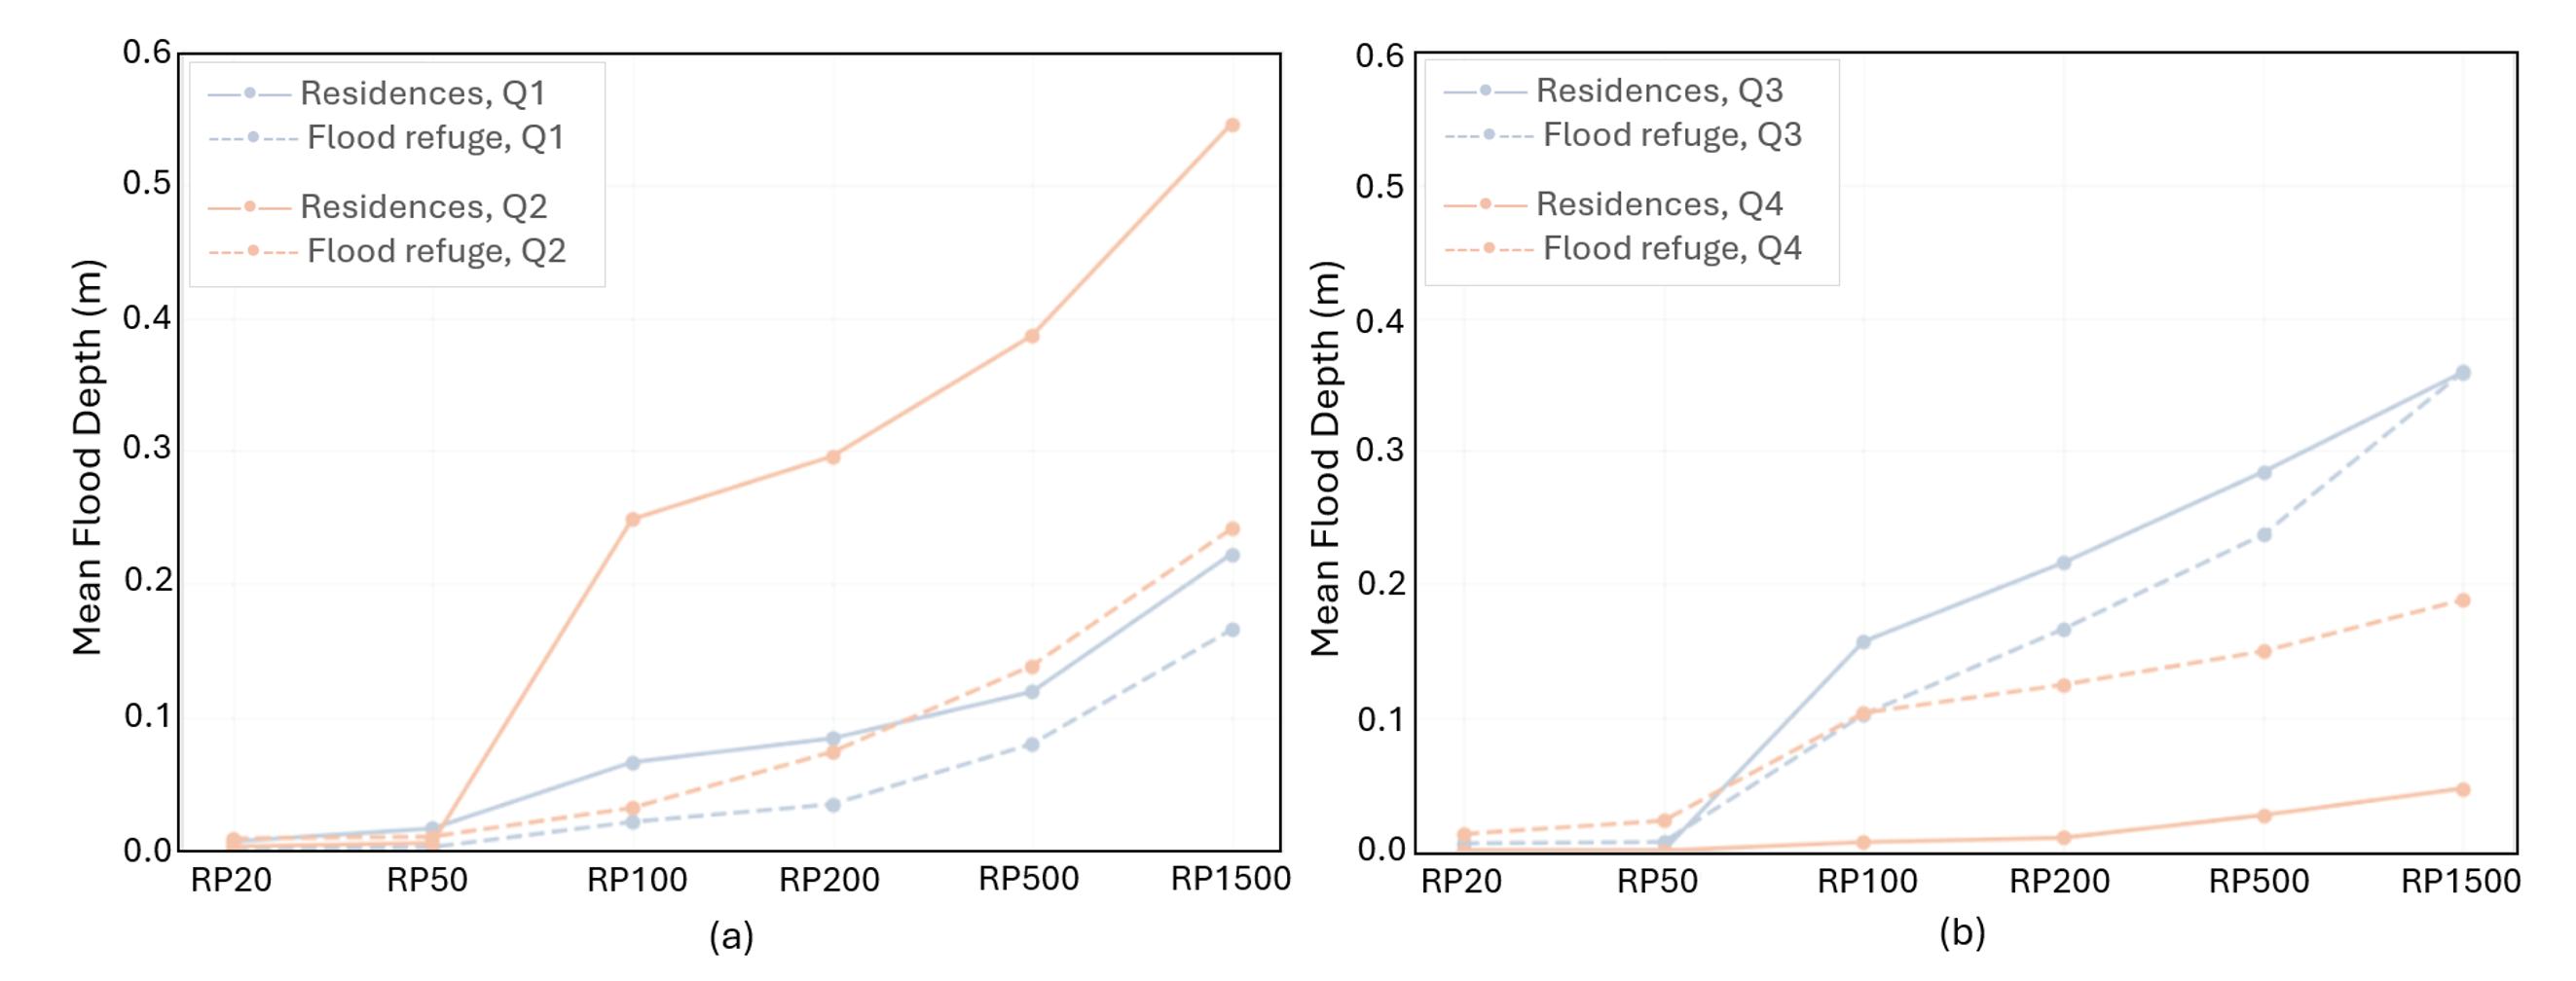 0.6
0.5
0.4
0.3
0.2
0.1
0.0
Mean Flood Depth (m)
Residences, Q1
Flood refuge, Q1
Residences, Q2
Flood refuge, Q2
RP20 RP50 RP100 RP200 RP500 RP1500
(a)
0.6
0.5
0.4
0.3
0.2
0.1
0.0
Mean Flood Depth (m)
Residences, Q3
Flood refuge, Q3
Residences, Q4
Flood refuge, Q4
RP20 RP50 RP100 RP200 RP500 RP1500
(b)